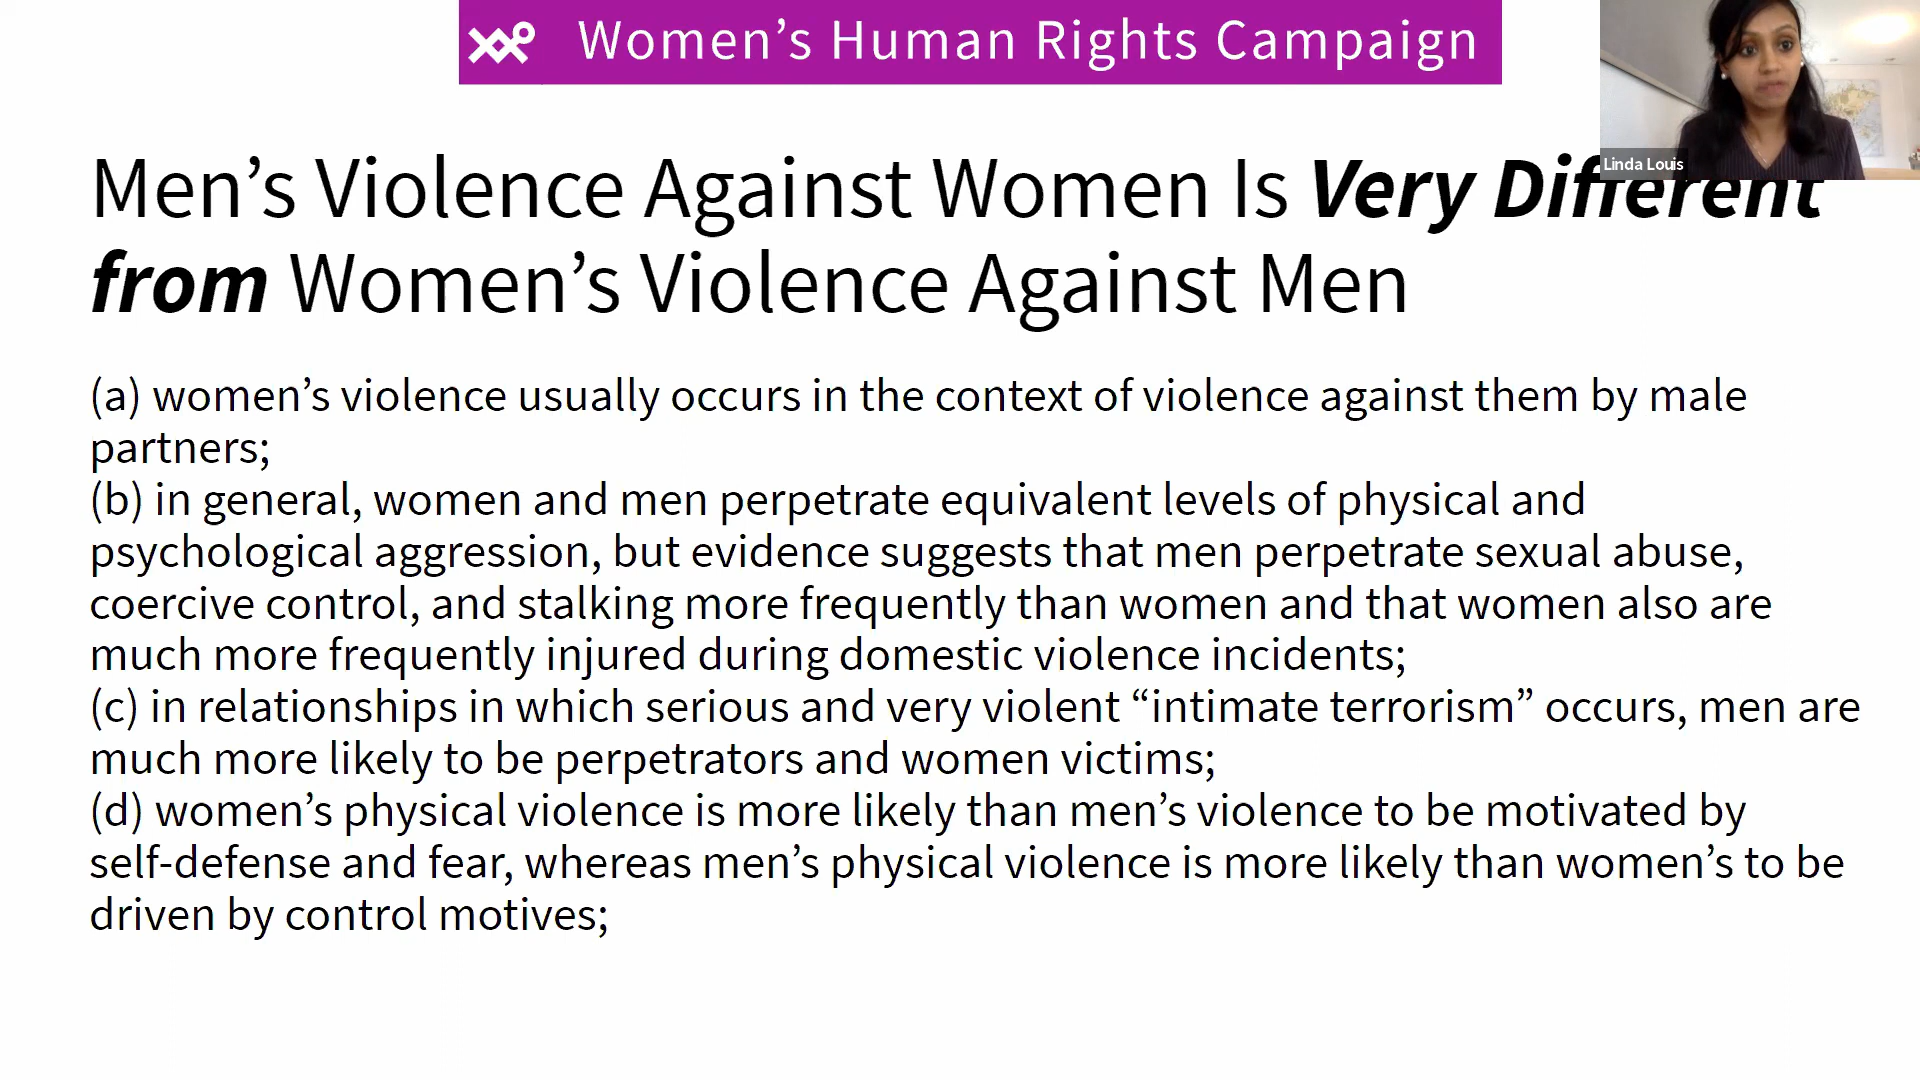 Women’s Human Rights Campaign
Linda Louis
Men’s Violence Against Women Is Very Different
from Women’s Violence Against Men
(a) women’s violence usually occurs in the context of violence against them by male
partners;
(b) in general, women and men perpetrate equivalent levels of physical and
psychological aggression, but evidence suggests that men perpetrate sexual abuse,
coercive control, and stalking more frequently than women and that women also are
much more frequently injured during domestic violence incidents;
(c) in relationships in which serious and very violent “intimate terrorism” occurs, men are
much more likely to be perpetrators and women victims;
(d) women’s physical violence is more likely than men’s violence to be motivated by
self-defense and fear, whereas men’s physical violence is more likely than women’s to be
driven by control motives;